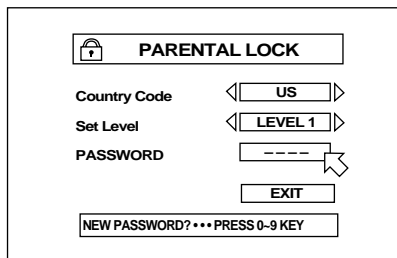 PARENTAL LOCK
Country Code US
Set Level LEVEL 1
PASSWORD – – – –
EXIT
NEW PASSWORD? • • • PRESS 0~9 KEY